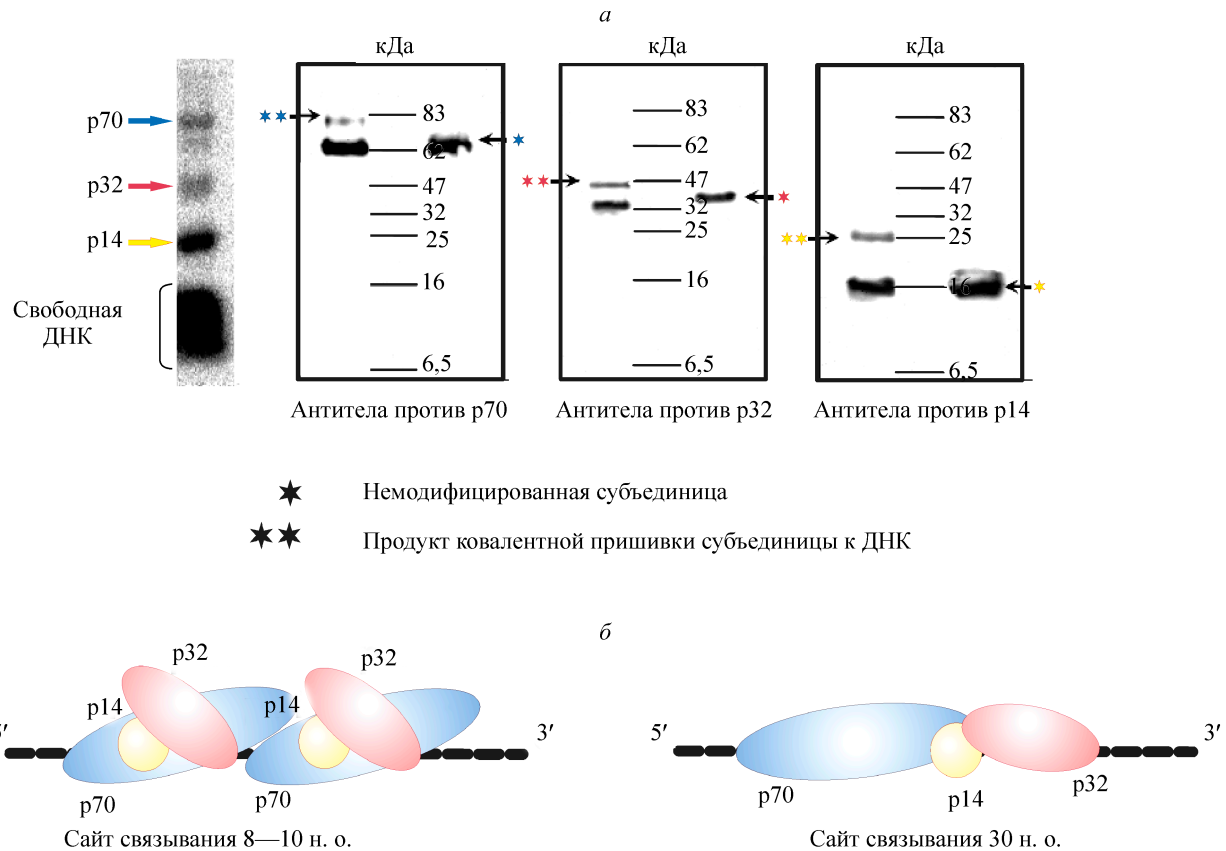 а
кДа
кДа
кДа
p70
p32
p14
Свободная
ДНК
83
62
47
32
25
16
6,5
Антитела против p70
83
62
47
32
25
16
6,5
Антитела против p32
83
62
47
32
25
16
6,5
Антитела против p14
Немодифицированная субъединица
Продукт ковалентной пришивки субъединицы к ДНК
б
p32
p32
p14
p14
5′
3′
p70
p70
Сайт связывания 8—10 н. о.
5′
3′
p70
p14
p32
Сайт связывания 30 н. о.